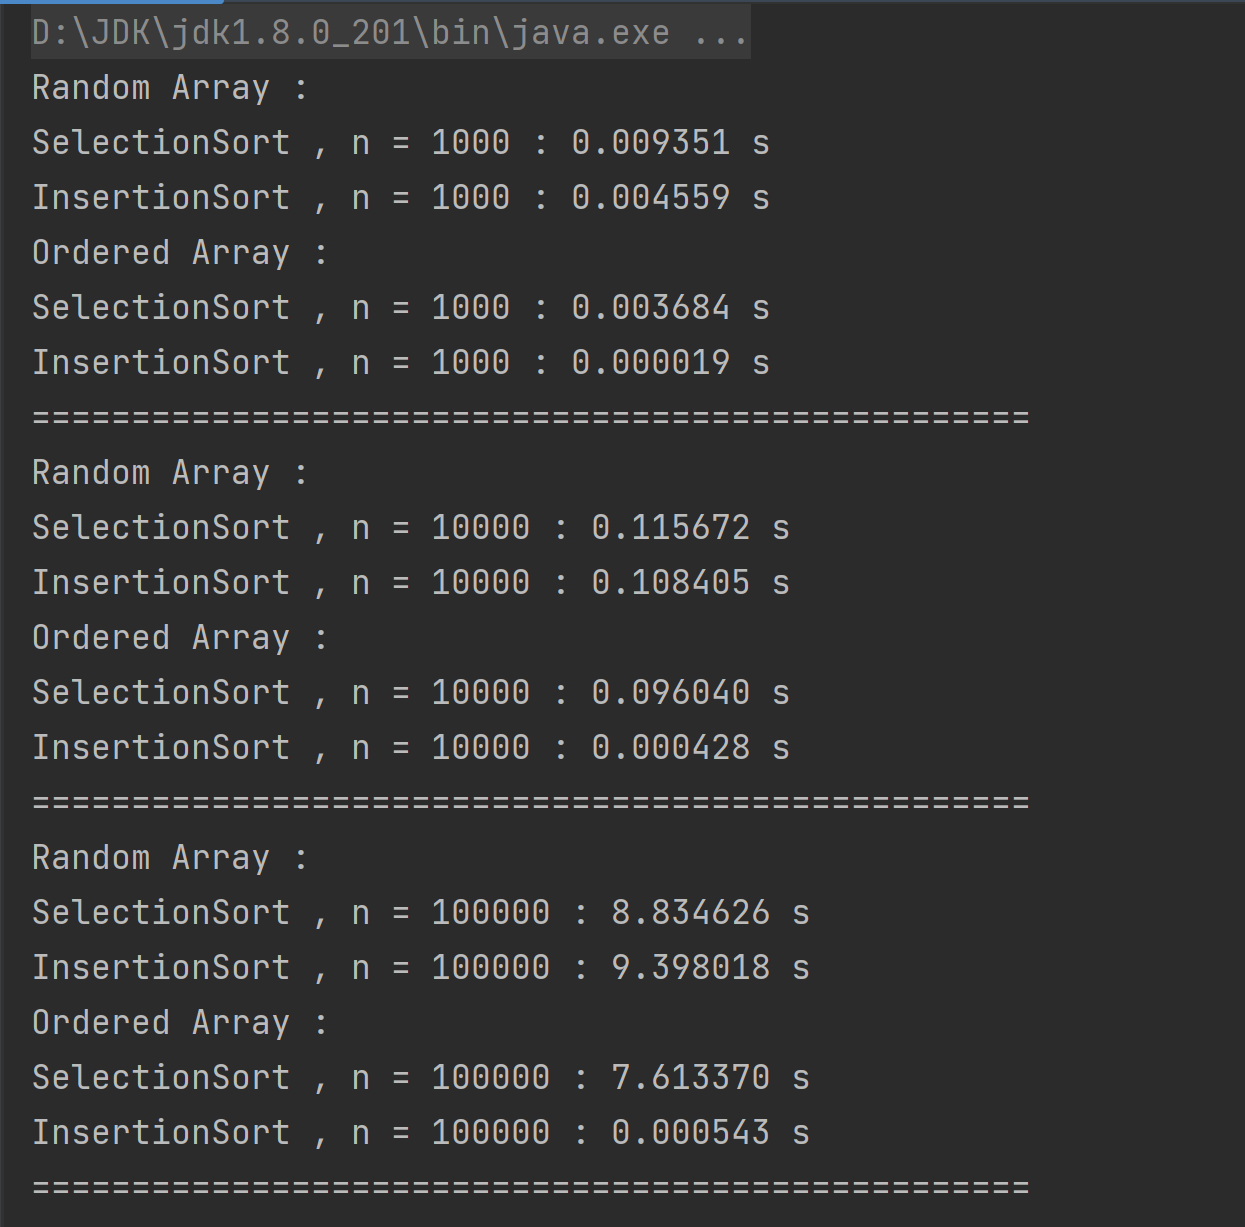 D:\JDK\jdk1.8.0_201\bin\java.exe ...
Random Array :
SelectionSort , n = 1000 : 0.009351 s
InsertionSort , n = 1000 : 0.004559 s
Ordered Array :
SelectionSort , n = 1000 : 0.003684 s
InsertionSort , n = 1000 : 0.000019 s
==================================================
Random Array :
SelectionSort , n = 10000 : 0.115672 s
InsertionSort , n = 10000 : 0.108405 s
Ordered Array :
SelectionSort , n = 10000 : 0.096040 s
InsertionSort , n = 10000 : 0.000428 s
==================================================
Random Array :
SelectionSort , n = 100000 : 8.834626 s
InsertionSort , n = 100000 : 9.398018 s
Ordered Array :
SelectionSort , n = 100000 : 7.613370 s
InsertionSort , n = 100000 : 0.000543 s
==================================================